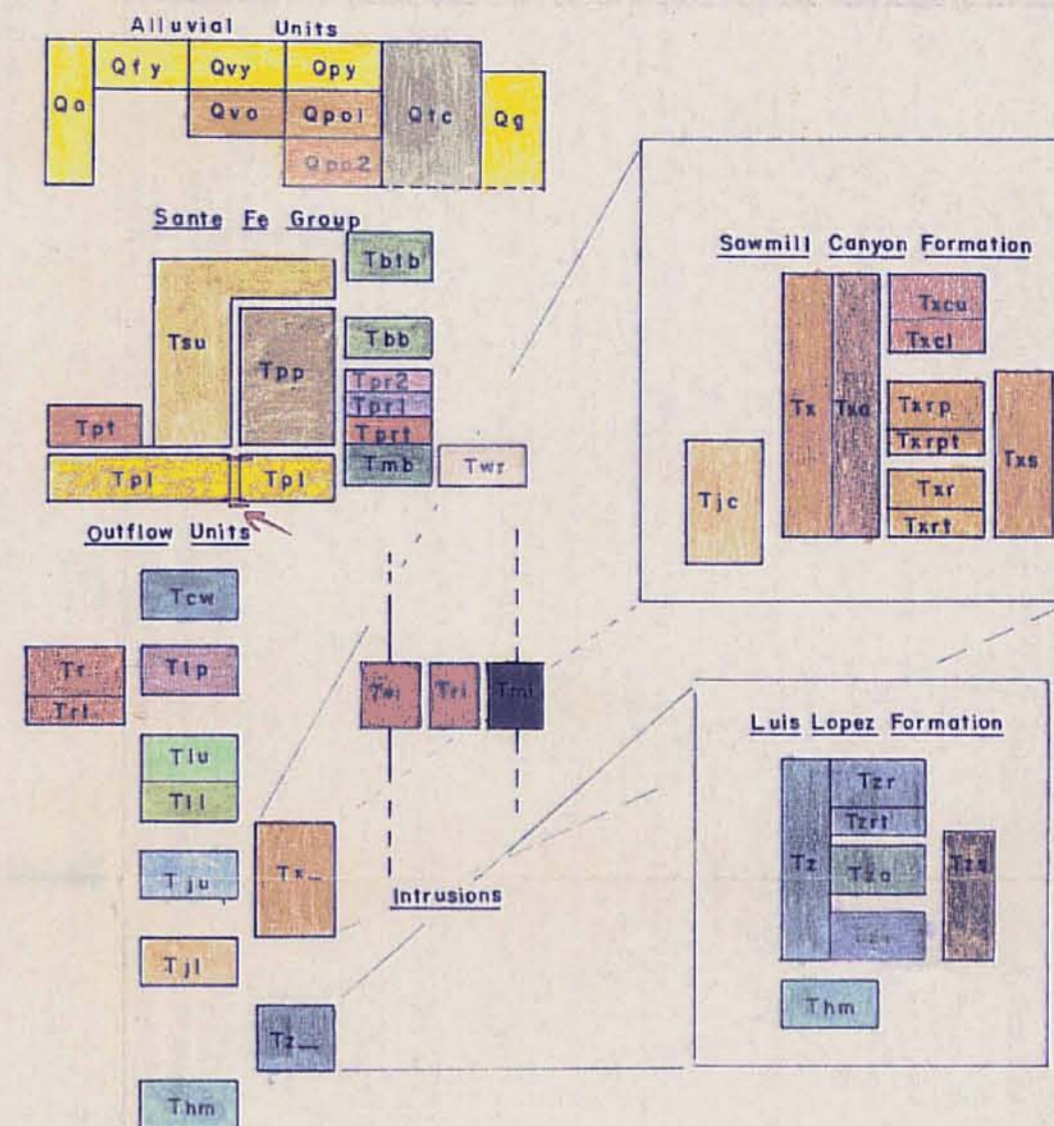 Alluvial Units
Qa
Qfy
Qvy
Qpy
Qtc
Qg
Qvo
Qpo1
Qpo2
Sante Fe Group
Tbtb
Tsu
Tpp
Tbb
Tpr2
Tpr1
Tprt
Tpt
Tmb
Twr
Tpl
Tpl
Outflow Units
Tcw
Tr
Trt
Tlp
Tlu
Tll
Tju
Tx_
Tjl
Tz_
Thm
Tri
Tmi
Intrusions
Sawmill Canyon Formation
Tjc
Tx
Txa
Txcu
Txcl
Txrp
Txrpt
Txr
Txrt
Txs
Luis Lopez Formation
Tz
Tzr
Tzrt
Tza
Tzs
Thm